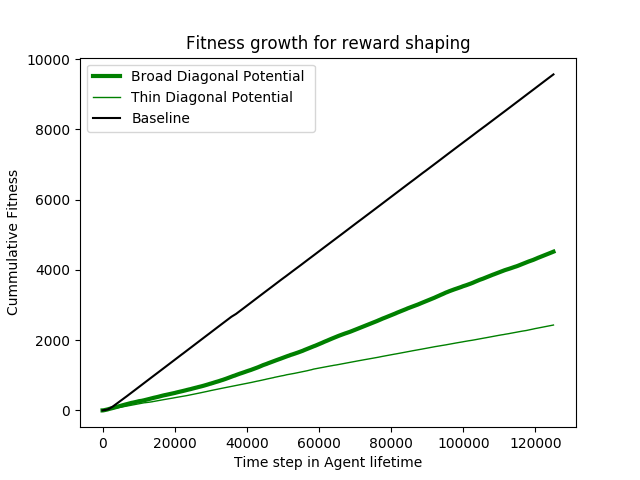 Fitness growth for reward shaping
10000
8000
6000
4000
2000
0
Cummulative Fitness
Broad Diagonal Potential
Thin Diagonal Potential
Baseline
0 20000 40000 60000 80000 100000 120000
Time step in Agent lifetime